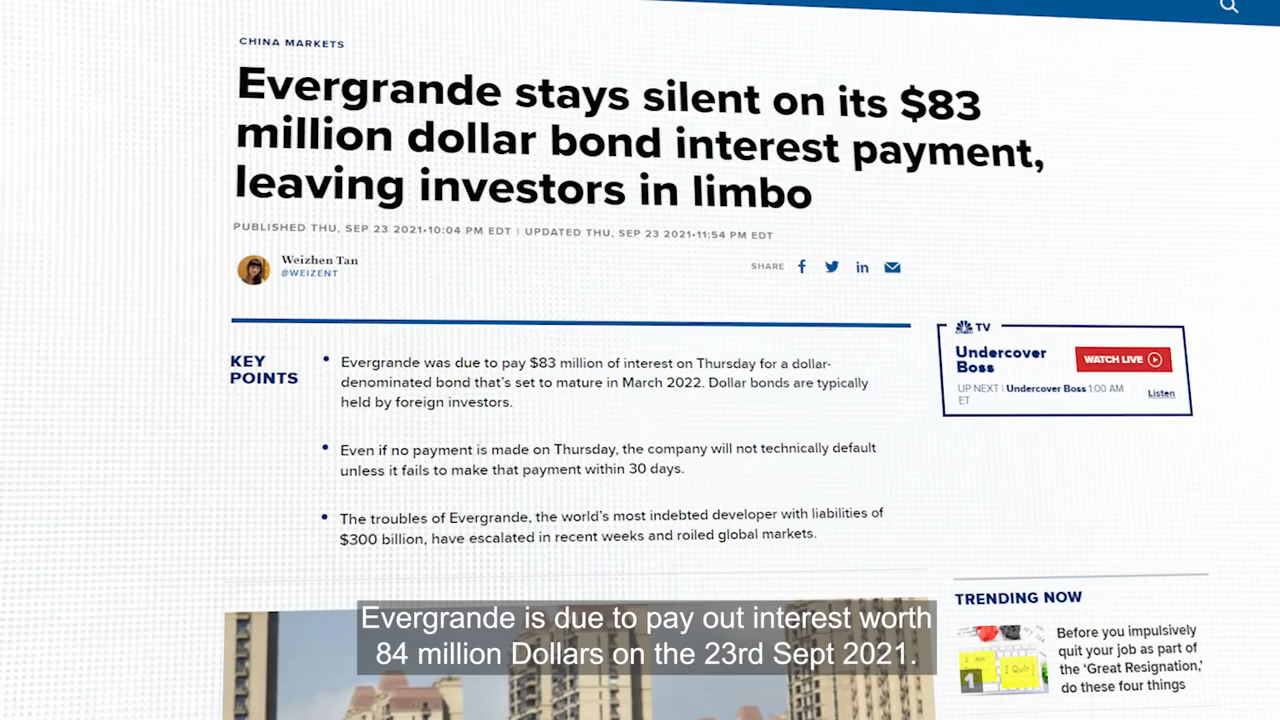 CHINA MARKETS
Evergrande stays silent on its $83
million dollar bond interest payment,
leaving investors in limbo
PUBLISHED THU, SEP 23 2021•10:04 PM EDT | UPDATED THU, SEP 23 2021•11:54 PM EDT
Weizhen Tan
@WEIZENT
SHARE
KEY
POINTS
• Evergrande was due to pay $83 million of interest on Thursday for a dollar-
denominated bond that's set to mature in March 2022. Dollar bonds are typically
held by foreign investors.
• Even if no payment is made on Thursday, the company will not technically default
unless it fails to make that payment within 30 days.
• The troubles of Evergrande, the world's most indebted developer with liabilities of
$300 billion, have escalated in recent weeks and roiled global markets.
TV
Undercover
Boss
WATCH LIVE
UP NEXT | Undercover Boss 1:00 AM
ET
Listen
TRENDING NOW
1
I Quit!
Before you impulsively
quit your job as part of
the 'Great Resignation,'
do these four things
Evergrande is due to pay out interest worth
84 million Dollars on the 23rd Sept 2021.